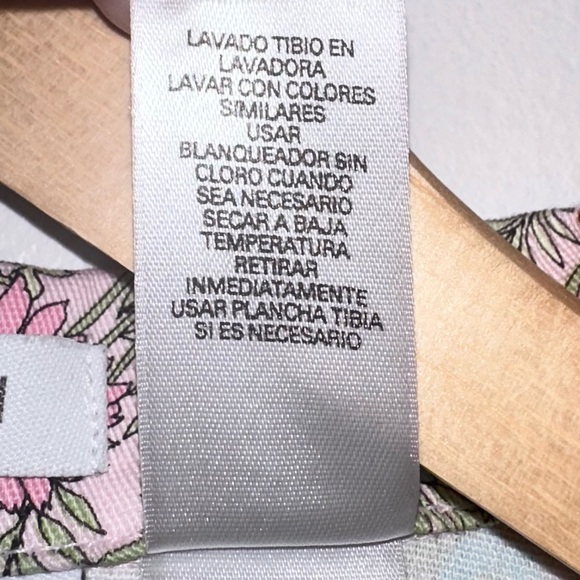 LAVADO TIBIO EN
LAVADORA
LAVAR CON COLORES
SIMILARES
USAR
BLANQUEADOR SIN
CLORO CUANDO
SEA NECESARIO
SECAR A BAJA
TEMPERATURA
RETIRAR
INMEDIATAMENTE
USAR PLANCHA TIBIA
SI ES NECESARIO